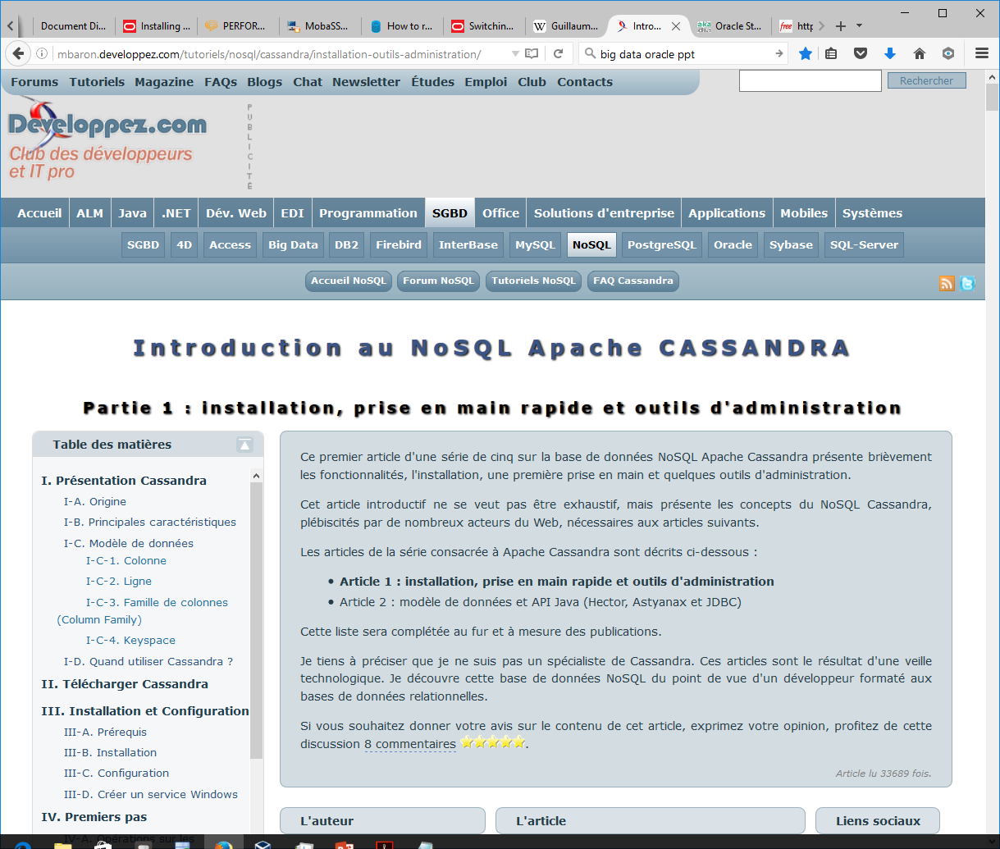 Document Di...
Installing ...
PERFOR...
MobaSS...
How to r...
Switchin...
Guillaum...
Intro...
Oracle St...
http
mbaron.developpez.com/tutoriels/nosql/cassandra/installation-outils-administration/
big data oracle ppt
Forums Tutoriels Magazine FAQs Blogs Chat Newsletter Études Emploi Club Contacts
Rechercher
Developpez.com
Club des développeurs
et IT pro
PUBLICITÉ
Accueil ALM Java .NET Dév. Web EDI Programmation SGBD Office Solutions d'entreprise Applications Mobiles Systèmes
SGBD 4D Access Big Data DB2 Firebird InterBase MySQL NoSQL PostgreSQL Oracle Sybase SQL-Server
Accueil NoSQL Forum NoSQL Tutoriels NoSQL FAQ Cassandra
Introduction au NoSQL Apache CASSANDRA
Partie 1 : installation, prise en main rapide et outils d'administration
Table des matières
I. Présentation Cassandra
I-A. Origine
I-B. Principales caractéristiques
I-C. Modèle de données
I-C-1. Colonne
I-C-2. Ligne
I-C-3. Famille de colonnes
(Column Family)
I-C-4. Keyspace
I-D. Quand utiliser Cassandra ?
II. Télécharger Cassandra
III. Installation et Configuration
III-A. Prérequis
III-B. Installation
III-C. Configuration
III-D. Créer un service Windows
IV. Premiers pas
IV-A. Opérations sur les
Ce premier article d'une série de cinq sur la base de données NoSQL Apache Cassandra présente brièvement
les fonctionnalités, l'installation, une première prise en main et quelques outils d'administration.
Cet article introductif ne se veut pas être exhaustif, mais présente les concepts du NoSQL Cassandra,
plébiscités par de nombreux acteurs du Web, nécessaires aux articles suivants.
Les articles de la série consacrée à Apache Cassandra sont décrits ci-dessous :
• Article 1 : installation, prise en main rapide et outils d'administration
• Article 2 : modèle de données et API Java (Hector, Astyanax et JDBC)
Cette liste sera complétée au fur et à mesure des publications.
Je tiens à préciser que je ne suis pas un spécialiste de Cassandra. Ces articles sont le résultat d'une veille
technologique. Je découvre cette base de données NoSQL du point de vue d'un développeur formaté aux
bases de données relationnelles.
Si vous souhaitez donner votre avis sur le contenu de cet article, exprimez votre opinion, profitez de cette
discussion 8 commentaires .
Article lu 33689 fois.
L'auteur
L'article
Liens sociaux